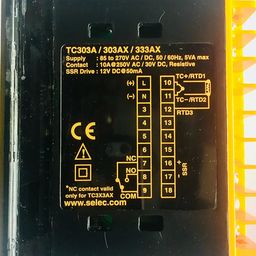 TC303A / 303AX / 333AX
Supply : 85 to 270V AC / DC, 50 / 60Hz, 5VA max
Contact : 10A@250V AC / 30V DC, Resistive
SSR Drive : 12V DC@50mA
(+) L 10 TC+/RTD1
(-) N 11 TC-/RTD2
3 12 RTD3
4 13
5 14
6 15
NC 7 16 +
NO 8 17 SSR
COM 9 18 -
*NC contact valid
only for TC3X3AX
www.selec.com